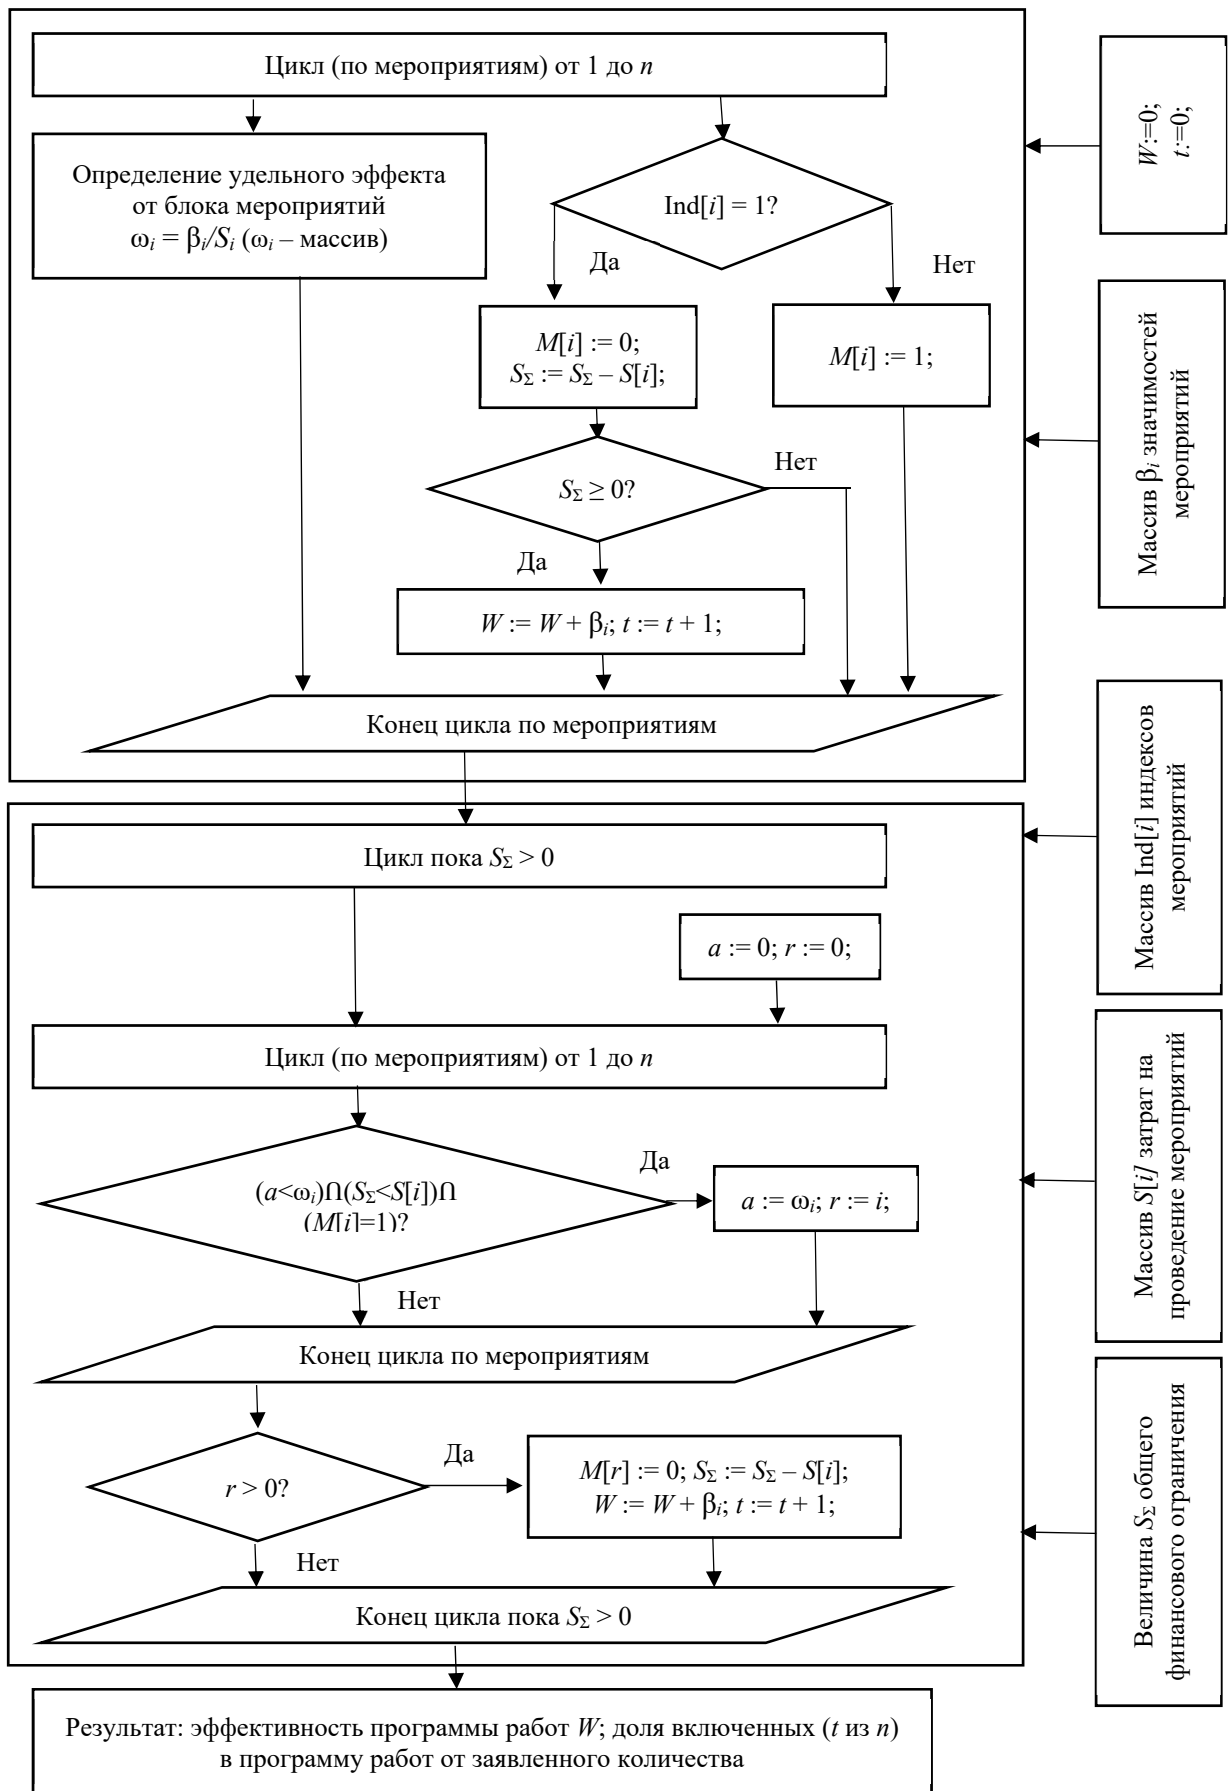 Цикл (по мероприятиям) от 1 до n
Определение удельного эффекта
от блока мероприятий
ωi = βi/Si (ωi – массив)
Ind[i] = 1?
Да
Нет
M[i] := 0;
SΣ := SΣ – S[i];
M[i] := 1;
SΣ ≥ 0?
Нет
Да
W := W + βi; t := t + 1;
Конец цикла по мероприятиям
Цикл пока SΣ > 0
a := 0; r := 0;
Цикл (по мероприятиям) от 1 до n
(a<ωi)∩(SΣ<S[i])∩
(M[i]=1)?
Да
a := ωi; r := i;
Нет
Конец цикла по мероприятиям
r > 0?
Да
M[r] := 0; SΣ := SΣ – S[i];
W := W + βi; t := t + 1;
Нет
Конец цикла пока SΣ > 0
Результат: эффективность программы работ W; доля включенных (t из n)
в программу работ от заявленного количества
W:=0;
t:=0;
Массив βi значимостей
мероприятий
Массив Ind[i] индексов
мероприятий
Массив S[i] затрат на
проведение мероприятий
Величина SΣ общего
финансового ограничения